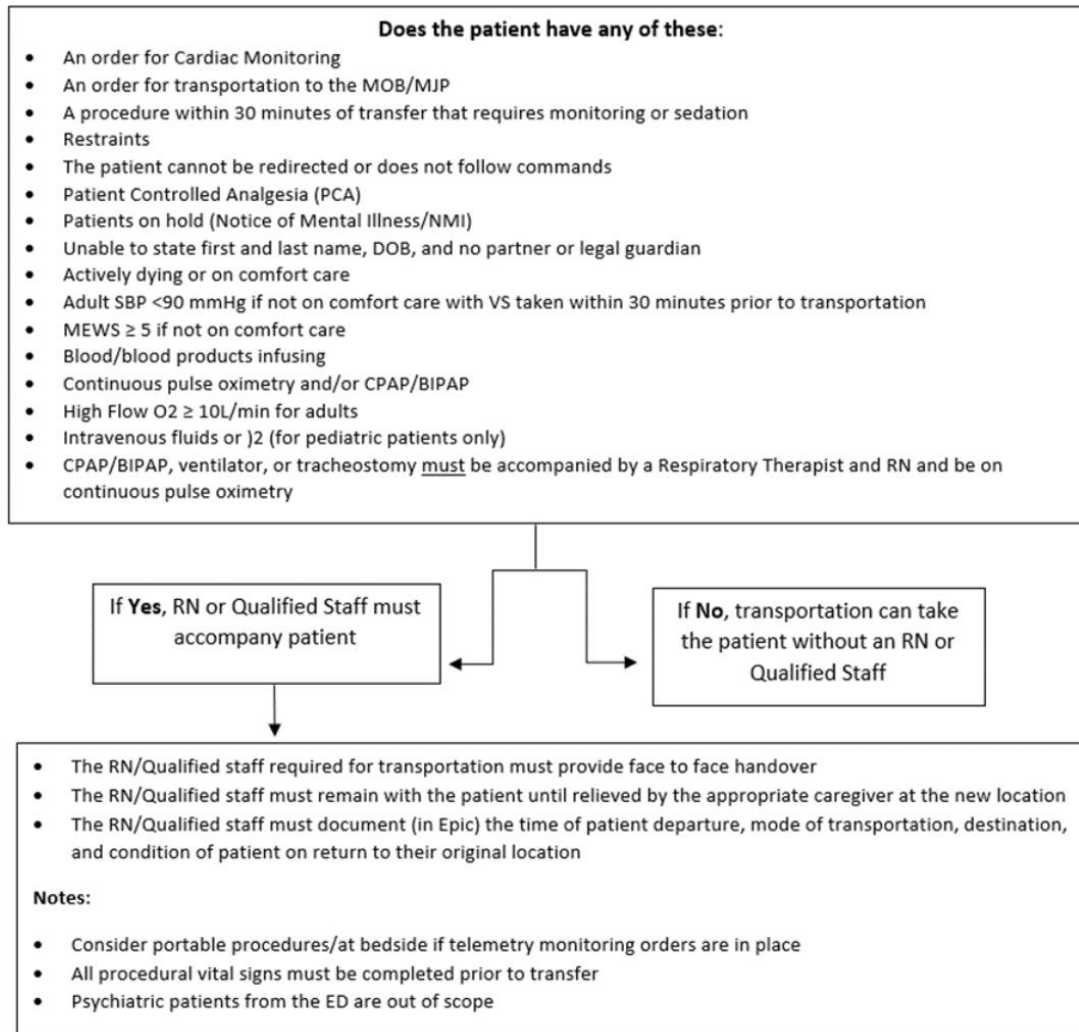 Does the patient have any of these:
• An order for Cardiac Monitoring
• An order for transportation to the MOB/MJP
• A procedure within 30 minutes of transfer that requires monitoring or sedation
• Restraints
• The patient cannot be redirected or does not follow commands
• Patient Controlled Analgesia (PCA)
• Patients on hold (Notice of Mental Illness/NMI)
• Unable to state first and last name, DOB, and no partner or legal guardian
• Actively dying or on comfort care
• Adult SBP <90 mmHg if not on comfort care with VS taken within 30 minutes prior to transportation
• MEWS ≥ 5 if not on comfort care
• Blood/blood products infusing
• Continuous pulse oximetry and/or CPAP/BIPAP
• High Flow O2 ≥ 10L/min for adults
• Intravenous fluids or )2 (for pediatric patients only)
• CPAP/BIPAP, ventilator, or tracheostomy must be accompanied by a Respiratory Therapist and RN and be on
continuous pulse oximetry
If Yes, RN or Qualified Staff must
accompany patient
If No, transportation can take
the patient without an RN or
Qualified Staff
• The RN/Qualified staff required for transportation must provide face to face handover
• The RN/Qualified staff must remain with the patient until relieved by the appropriate caregiver at the new location
• The RN/Qualified staff must document (in Epic) the time of patient departure, mode of transportation, destination,
and condition of patient on return to their original location
Notes:
• Consider portable procedures/at bedside if telemetry monitoring orders are in place
• All procedural vital signs must be completed prior to transfer
• Psychiatric patients from the ED are out of scope